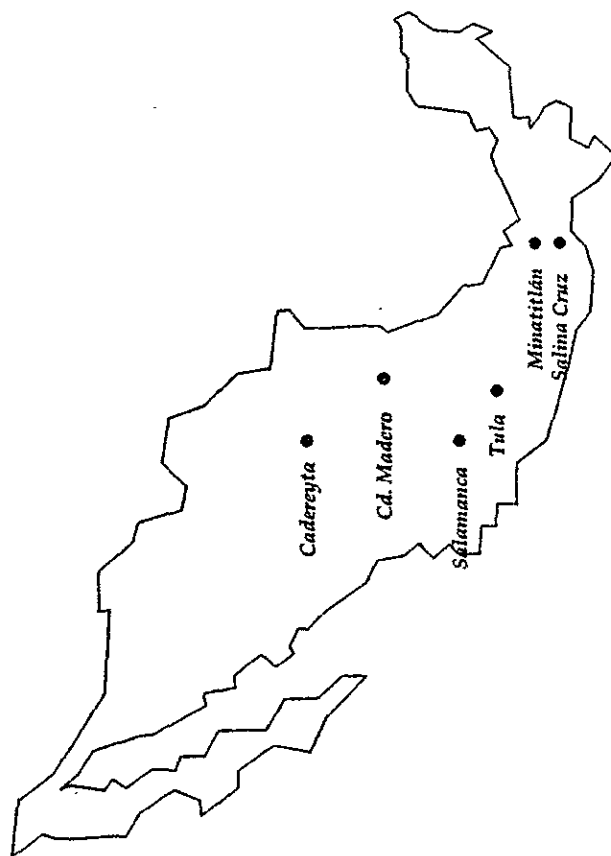 Cadereyta
Cd. Madero
Salamanca
Tula
Minatitlán
Salina Cruz